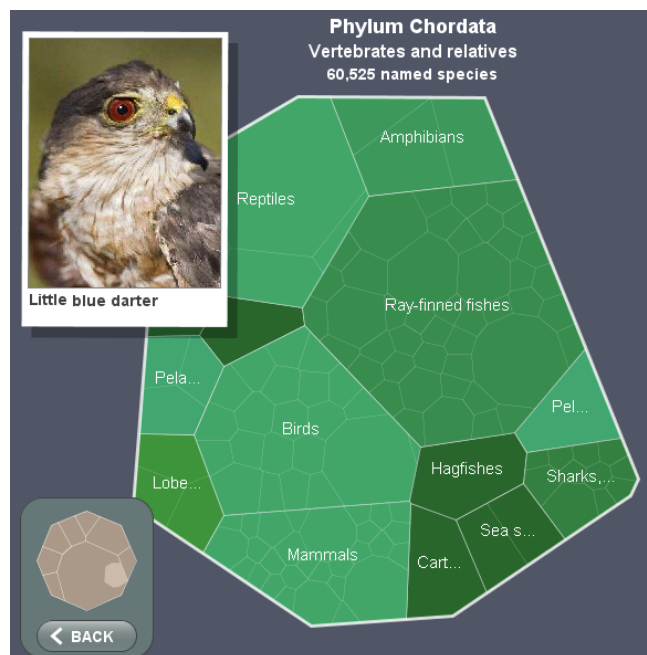 Phylum Chordata
Vertebrates and relatives
60,525 named species
Amphibians
Reptiles
Little blue darter
Ray-finned fishes
Pela...
Pel...
Birds
Hagfishes
Lobe...
Sharks,...
Sea s...
Mammals
Cart...
BACK